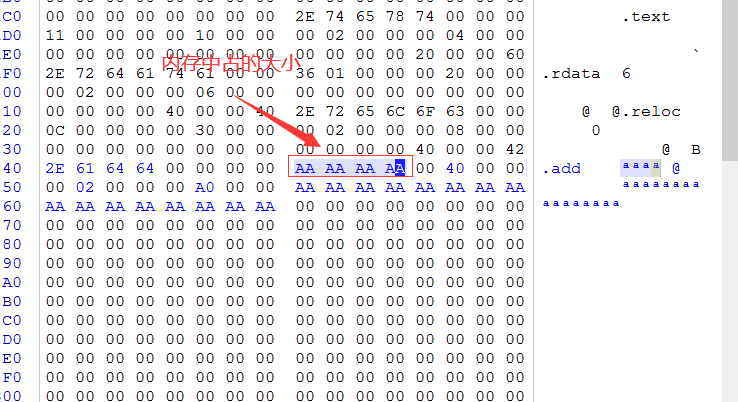 C0 00 00 00 00 00 00 00 00 2E 74 65 78 74 00 00 00 .text
D0 11 00 00 00 00 10 00 00 00 02 00 00 00 04 00 00
E0 00 00 00 00 00 00 00 00 00 00 00 00 20 00 00 60 `
内存中占的大小
F0 2E 72 64 61 74 61 00 00 36 01 00 00 00 20 00 00 .rdata 6
00 00 02 00 00 00 06 00 00 00 00 00 00 00 00 00 00
10 00 00 00 00 40 00 00 40 2E 72 65 6C 6F 63 00 00 @ @.reloc
20 0C 00 00 00 00 30 00 00 00 02 00 00 00 08 00 00 0
30 00 00 00 00 00 00 00 00 00 00 00 00 40 00 00 42 @ B
40 2E 61 64 64 00 00 00 00 AA AA AA AA 00 40 00 00 .add ªªªª @
50 00 02 00 00 00 A0 00 00 AA AA AA AA AA AA AA AA ªªªªªªªª
60 AA AA AA AA AA AA AA AA 00 00 00 00 00 00 00 00 ªªªªªªªª
70 00 00 00 00 00 00 00 00 00 00 00 00 00 00 00 00
80 00 00 00 00 00 00 00 00 00 00 00 00 00 00 00 00
90 00 00 00 00 00 00 00 00 00 00 00 00 00 00 00 00
A0 00 00 00 00 00 00 00 00 00 00 00 00 00 00 00 00
B0 00 00 00 00 00 00 00 00 00 00 00 00 00 00 00 00
C0 00 00 00 00 00 00 00 00 00 00 00 00 00 00 00 00
D0 00 00 00 00 00 00 00 00 00 00 00 00 00 00 00 00
E0 00 00 00 00 00 00 00 00 00 00 00 00 00 00 00 00
F0 00 00 00 00 00 00 00 00 00 00 00 00 00 00 00 00